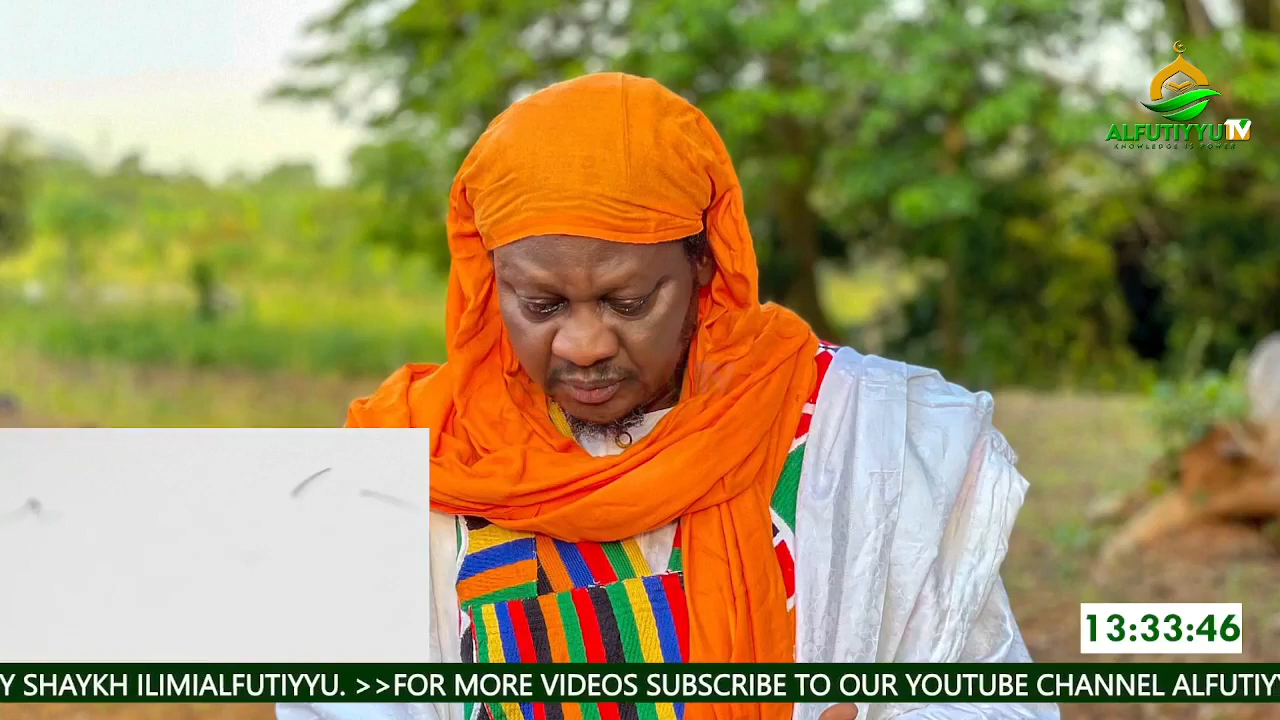 ALFUTIYYU TV
KNOWLEDGE IS POWER
13:33:46
Y SHAYKH ILIMIALFUTIYYU. >>FOR MORE VIDEOS SUBSCRIBE TO OUR YOUTUBE CHANNEL ALFUTIY